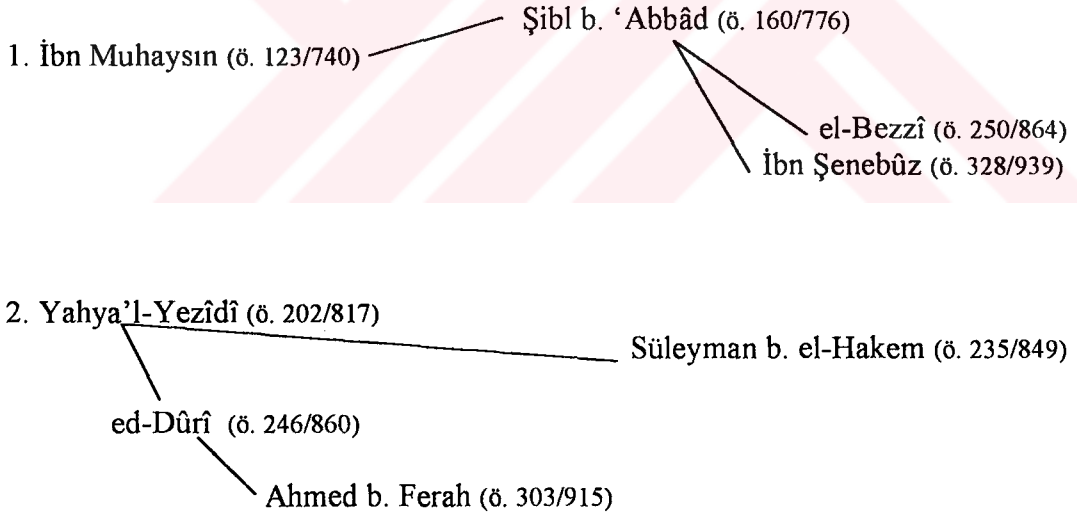 Şibl b. ‘Abbâd (ö. 160/776)
1. İbn Muhaysın (ö. 123/740)
el-Bezzî (ö. 250/864)
İbn Şenebûz (ö. 328/939)
2. Yahya’l-Yezîdî (ö. 202/817)
Süleyman b. el-Hakem (ö. 235/849)
ed-Dûrî (ö. 246/860)
Ahmed b. Ferah (ö. 303/915)